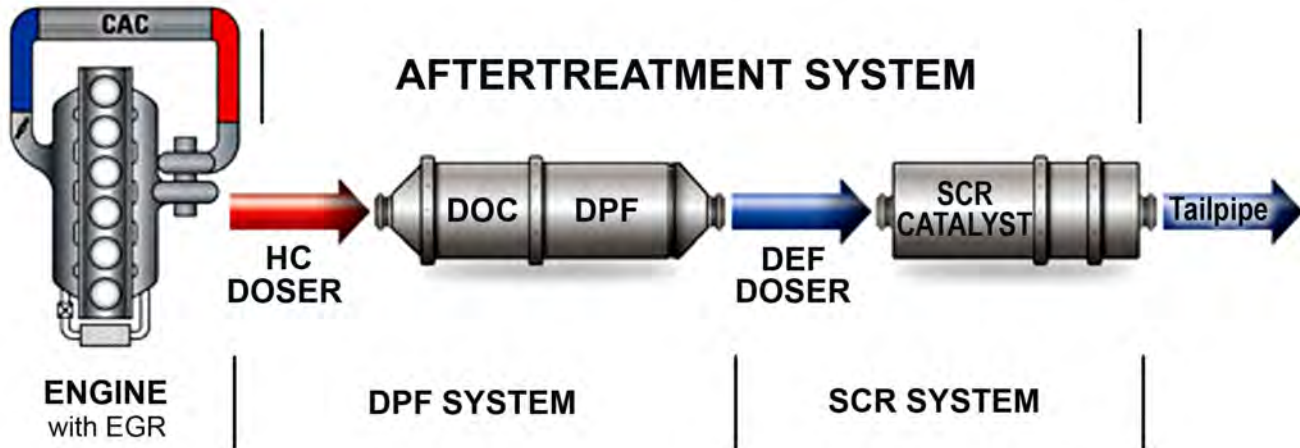 CAC
AFTERTREATMENT SYSTEM
HC
DOSER
DOC
DPF
DEF
DOSER
SCR
CATALYST
Tailpipe
ENGINE
with EGR
DPF SYSTEM
SCR SYSTEM